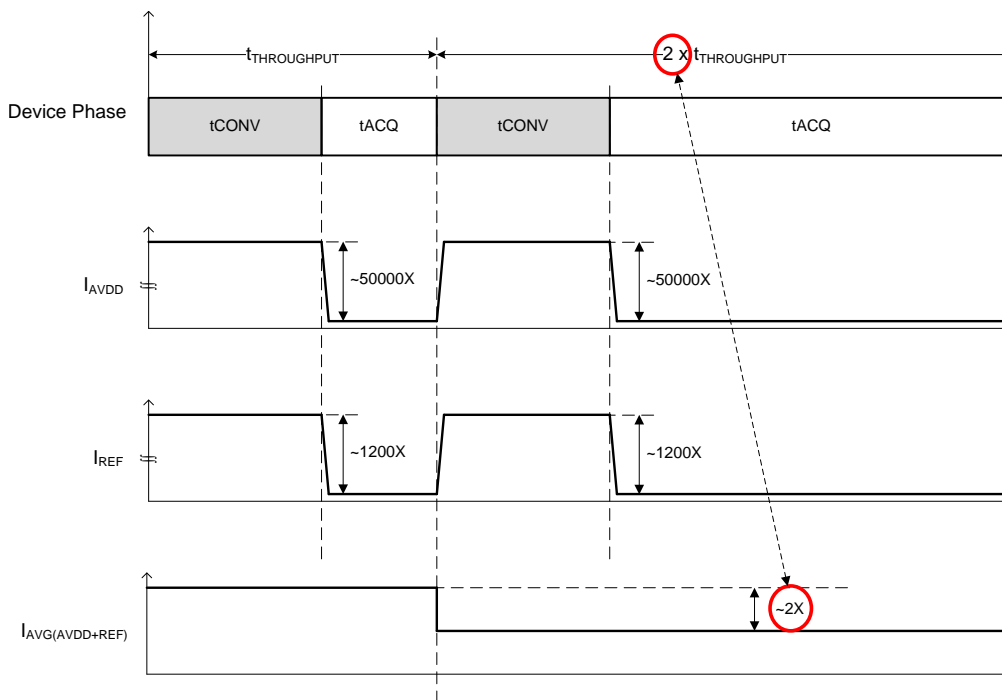 tTHROUGHPUT
2 x tTHROUGHPUT
Device Phase
tCONV
tACQ
tCONV
tACQ
IAVDD
~50000X
~50000X
IREF
~1200X
~1200X
IAVG(AVDD+REF)
~2X